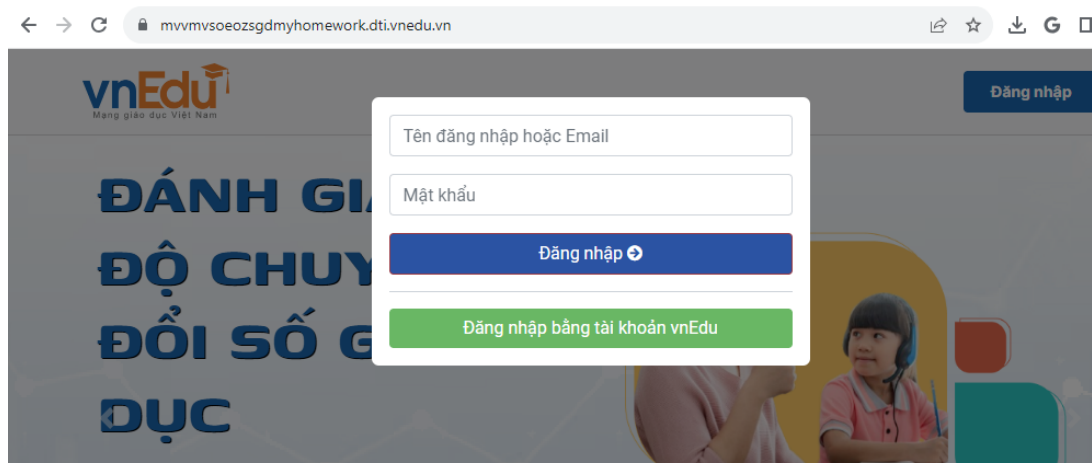 mvvmvsoeozsgdmyhomework.dti.vnedu.vn
G
vnEdu
Mạng giáo dục Việt Nam
Đăng nhập
Tên đăng nhập hoặc Email
Mật khẩu
Đăng nhập
Đăng nhập bằng tài khoản vnEdu
ĐÁNH GI
ĐỘ CHUY
ĐỔI SỐ G
DỤC